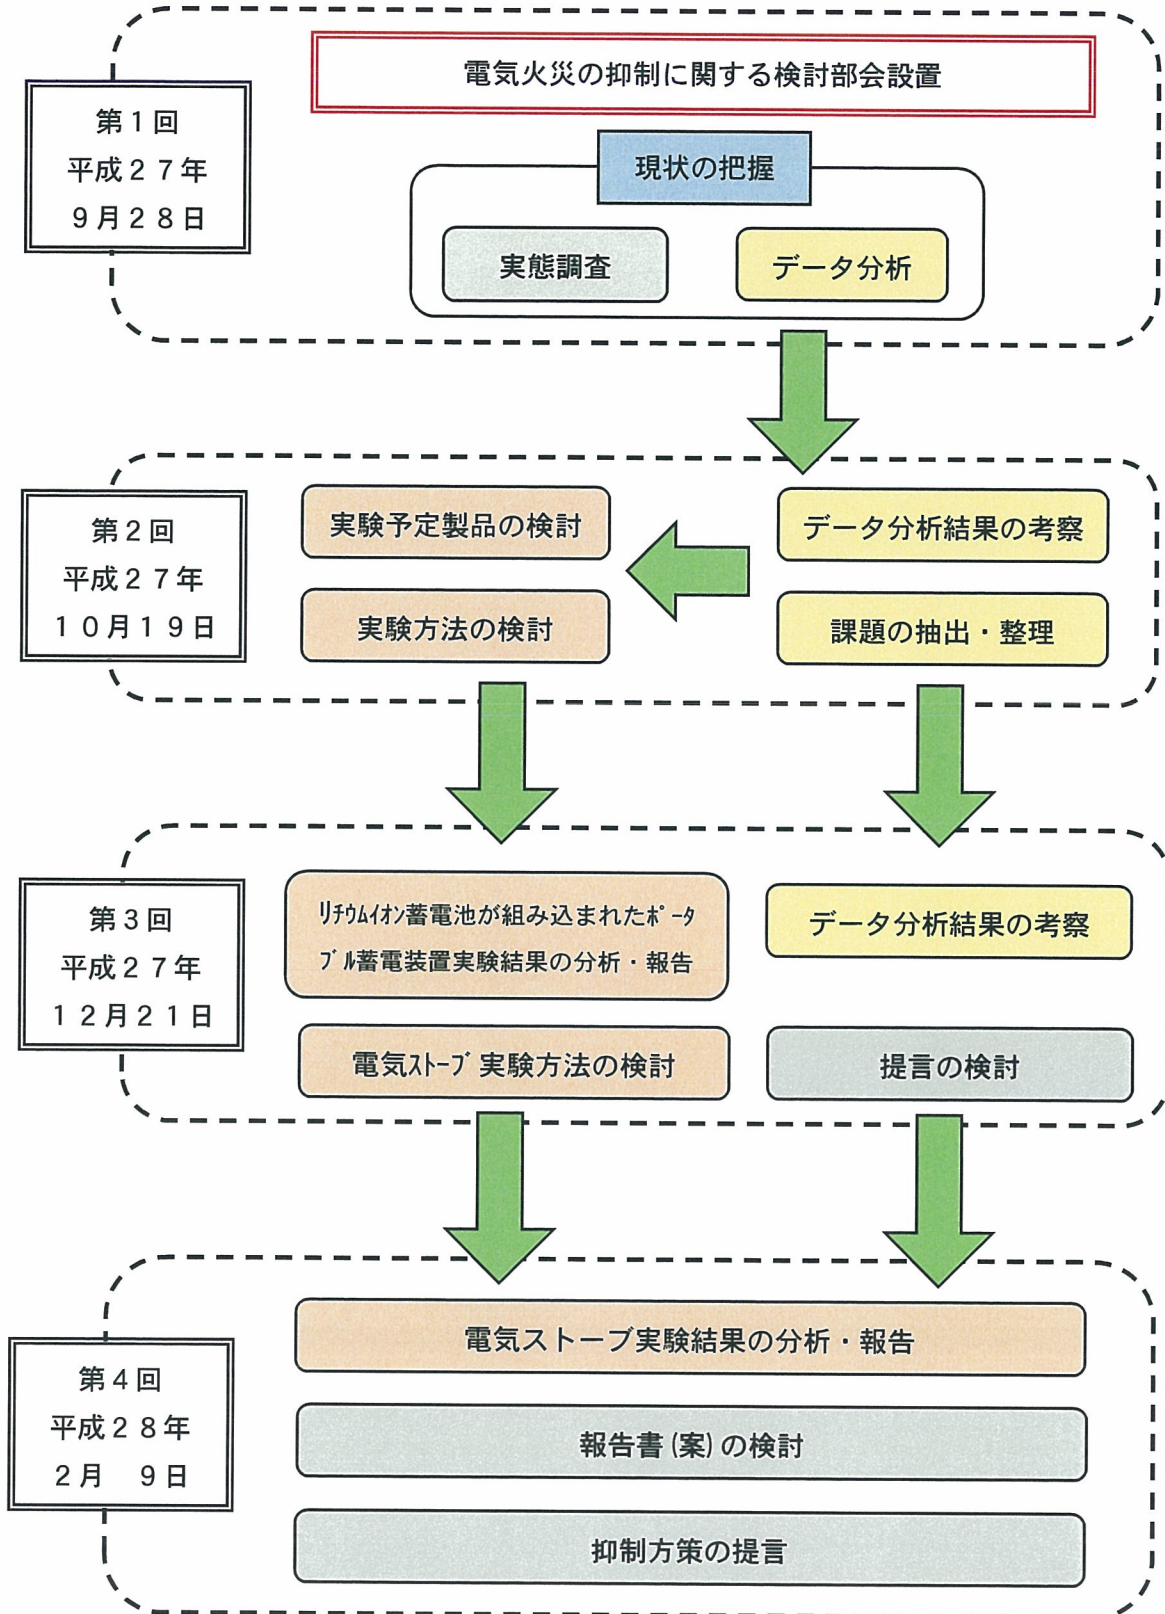 電気火災の抑制に関する検討部会設置
第1回
平成27年
9月28日
現状の把握
実態調査
データ分析
第2回
平成27年
10月19日
実験予定製品の検討
データ分析結果の考察
実験方法の検討
課題の抽出・整理
第3回
平成27年
12月21日
リチウムイオン蓄電池が組み込まれたポータ
ブル蓄電装置実験結果の分析・報告
データ分析結果の考察
電気ストーブ実験方法の検討
提言の検討
第4回
平成28年
2月 9日
電気ストーブ実験結果の分析・報告
報告書(案)の検討
抑制方策の提言